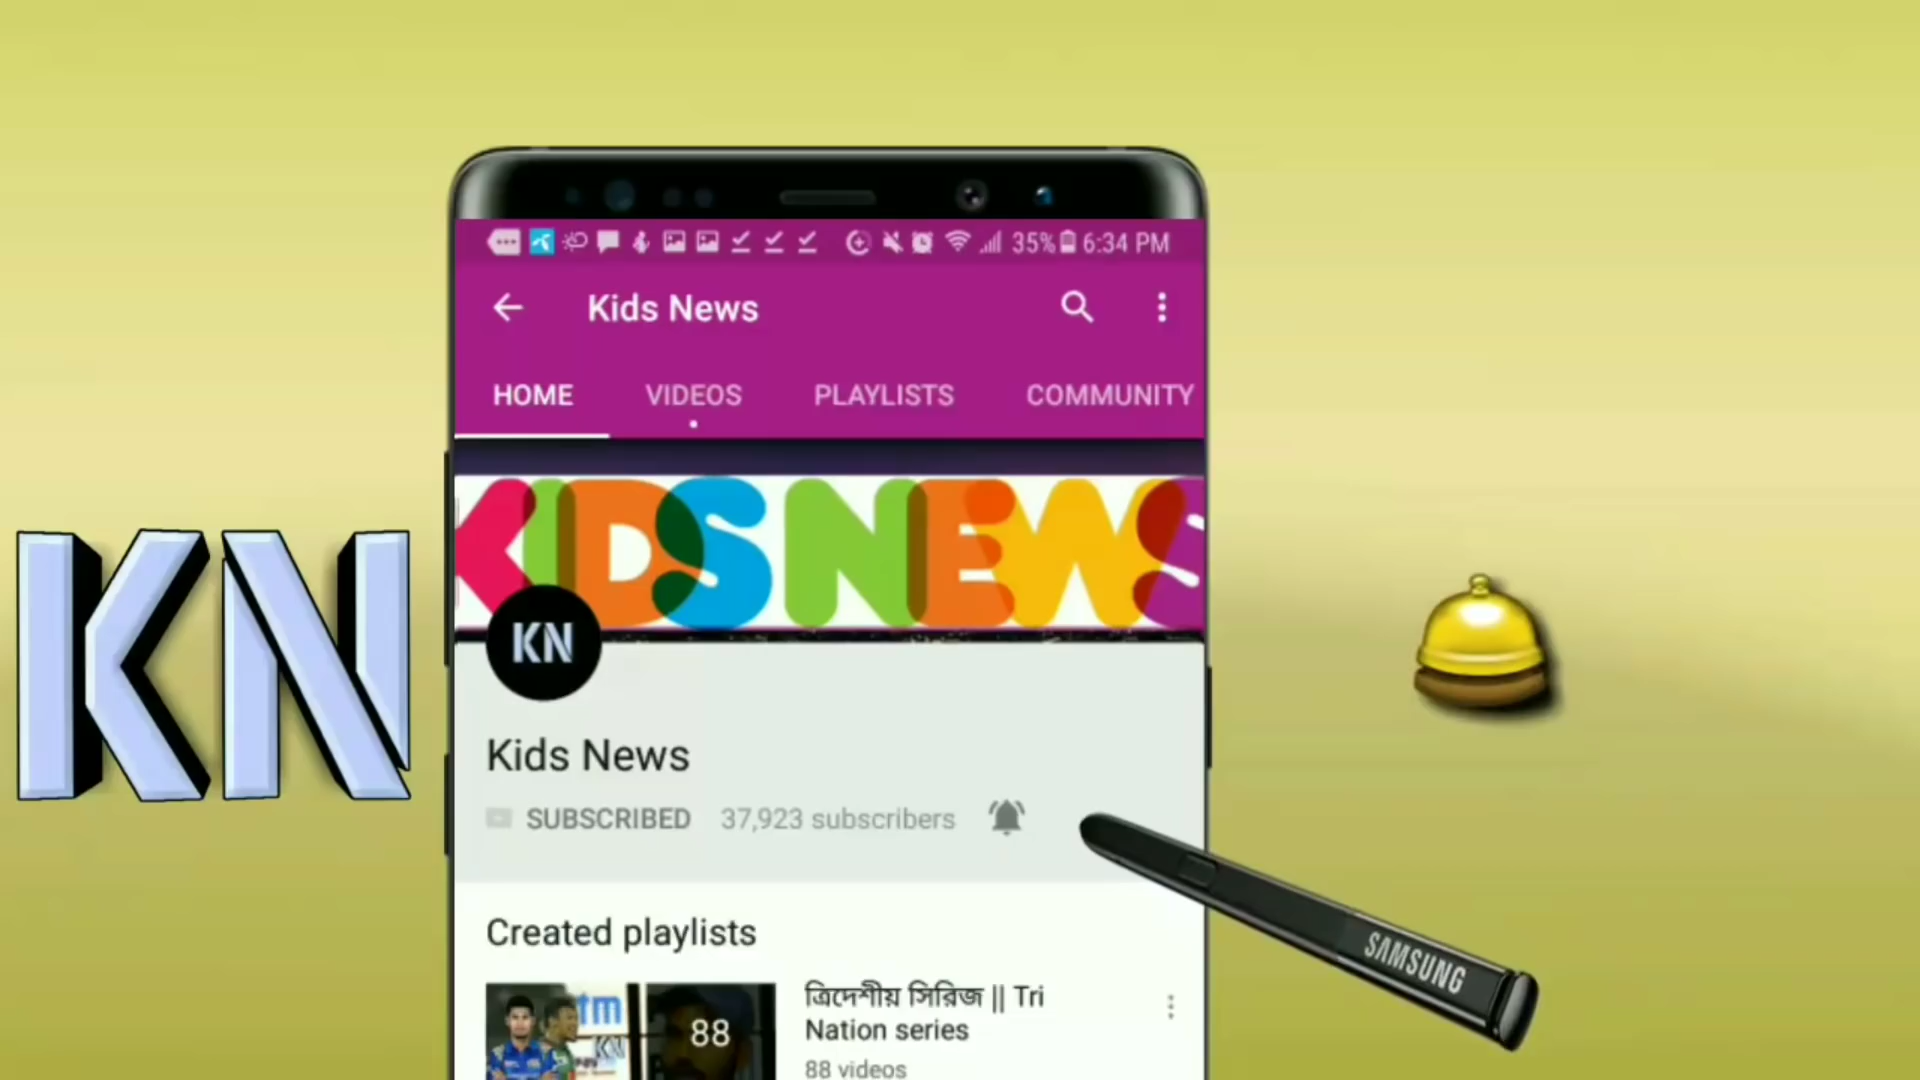 35% 6:34 PM
Kids News
HOME VIDEOS PLAYLISTS COMMUNITY
KIDS NEWS
KN
KN
Kids News
SUBSCRIBED 37,923 subscribers
Created playlists
SAMSUNG
ত্রিদেশীয় সিরিজ || Tri
Nation series
88
88 videos